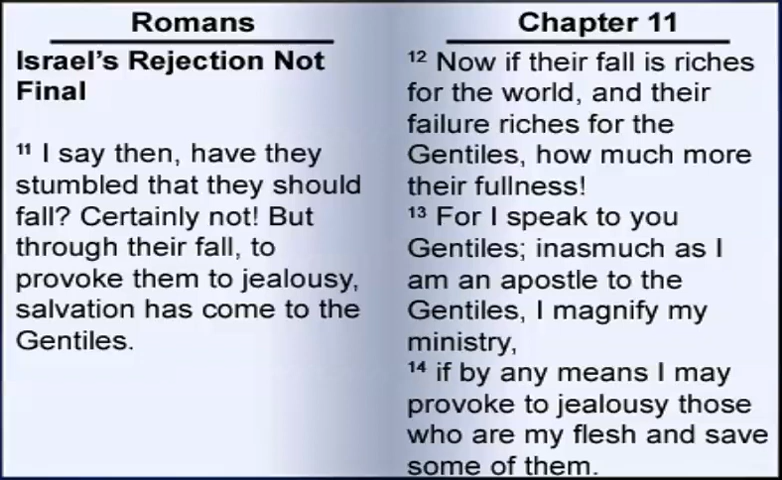 Romans
Israel’s Rejection Not
Final
¹¹ I say then, have they
stumbled that they should
fall? Certainly not! But
through their fall, to
provoke them to jealousy,
salvation has come to the
Gentiles.
Chapter 11
¹² Now if their fall is riches
for the world, and their
failure riches for the
Gentiles, how much more
their fullness!
¹³ For I speak to you
Gentiles; inasmuch as I
am an apostle to the
Gentiles, I magnify my
ministry,
¹⁴ if by any means I may
provoke to jealousy those
who are my flesh and save
some of them.